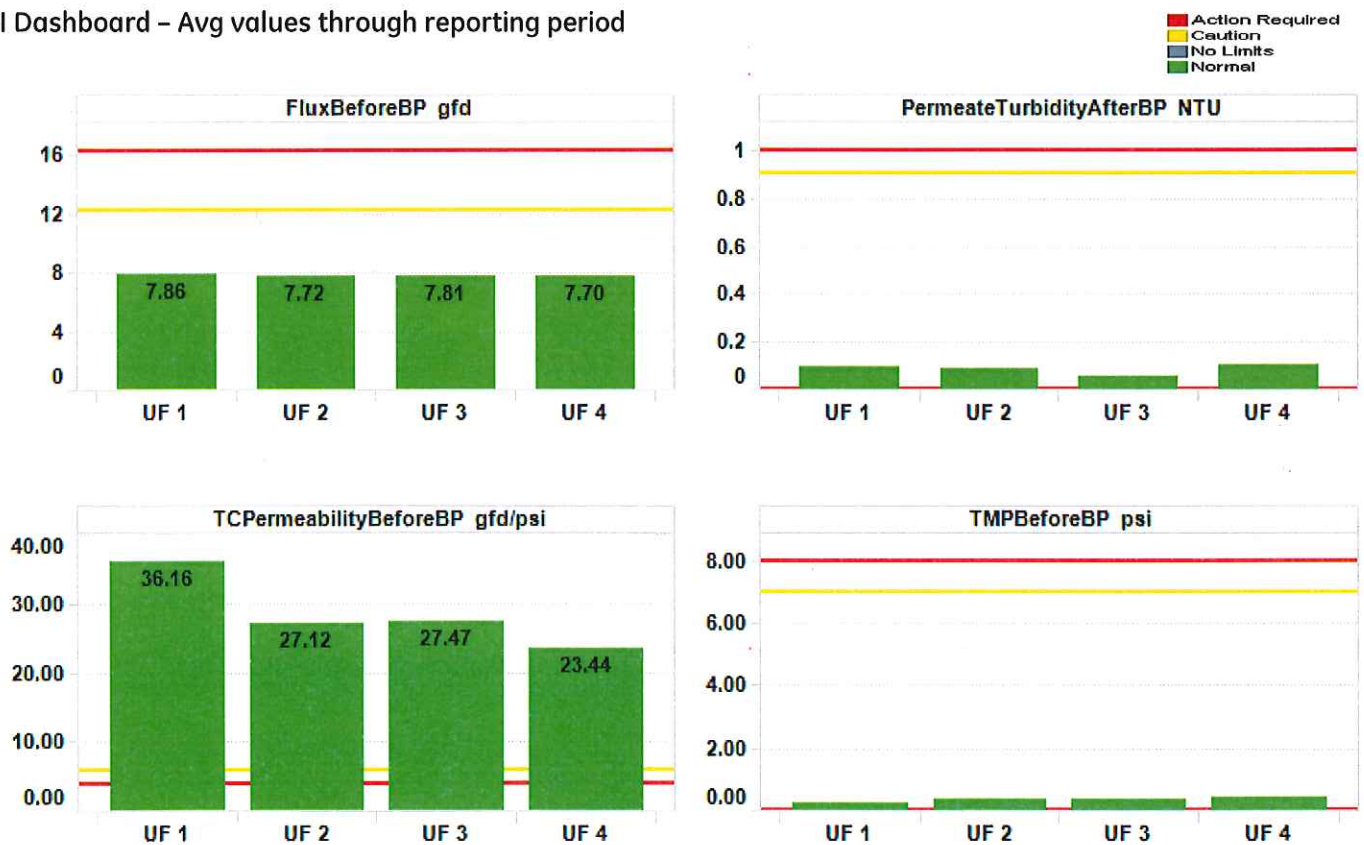 I Dashboard – Avg values through reporting period
Action Required
Caution
No Limits
Normal
FluxBeforeBP gfd
16
12
8
4
0
7.86
7.72
7.81
7.70
UF 1
UF 2
UF 3
UF 4
PermeateTurbidityAfterBP NTU
1
0.8
0.6
0.4
0.2
0
UF 1
UF 2
UF 3
UF 4
TCPermeabilityBeforeBP gfd/psi
40.00
30.00
20.00
10.00
0.00
36.16
27.12
27.47
23.44
UF 1
UF 2
UF 3
UF 4
TMPBeforeBP psi
8.00
6.00
4.00
2.00
0.00
UF 1
UF 2
UF 3
UF 4